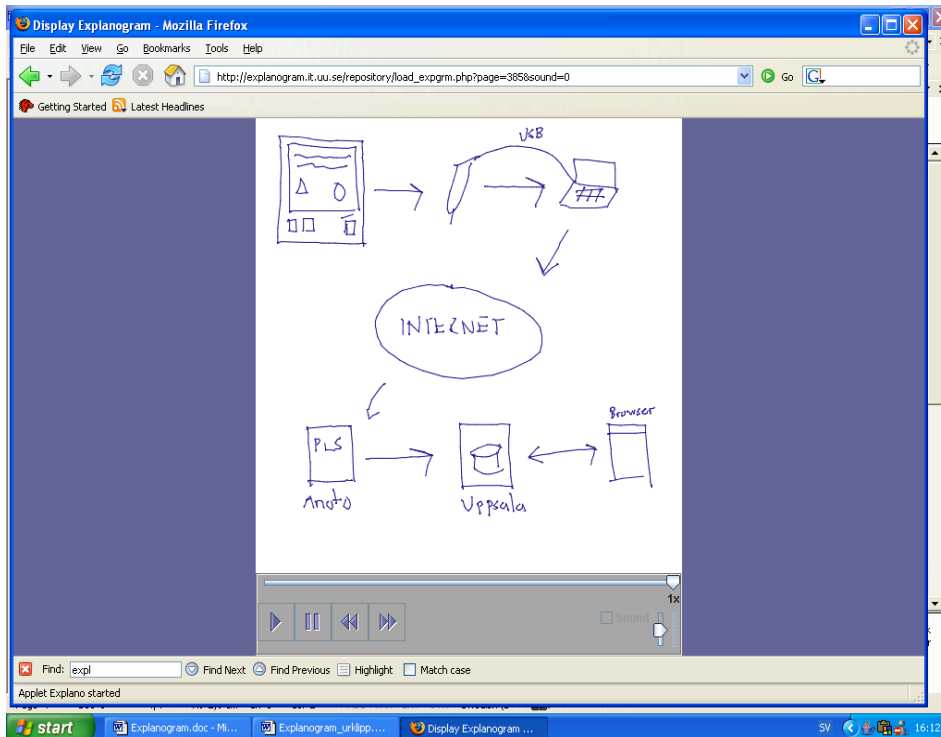 Display Explanogram - Mozilla Firefox
File Edit View Go Bookmarks Tools Help
http://explanogram.it.uu.se/repository/load_expgrm.php?page=385&sound=0
Go
G
Getting Started Latest Headlines
USB
INTERNET
Browser
PLS
Anoto
Uppsala
1x
Sound
Find: expl Find Next Find Previous Highlight Match case
Applet Explano started
start Explanogram.doc - Mi... Explanogram_urklipp.... Display Explanogram ... SV 16:12